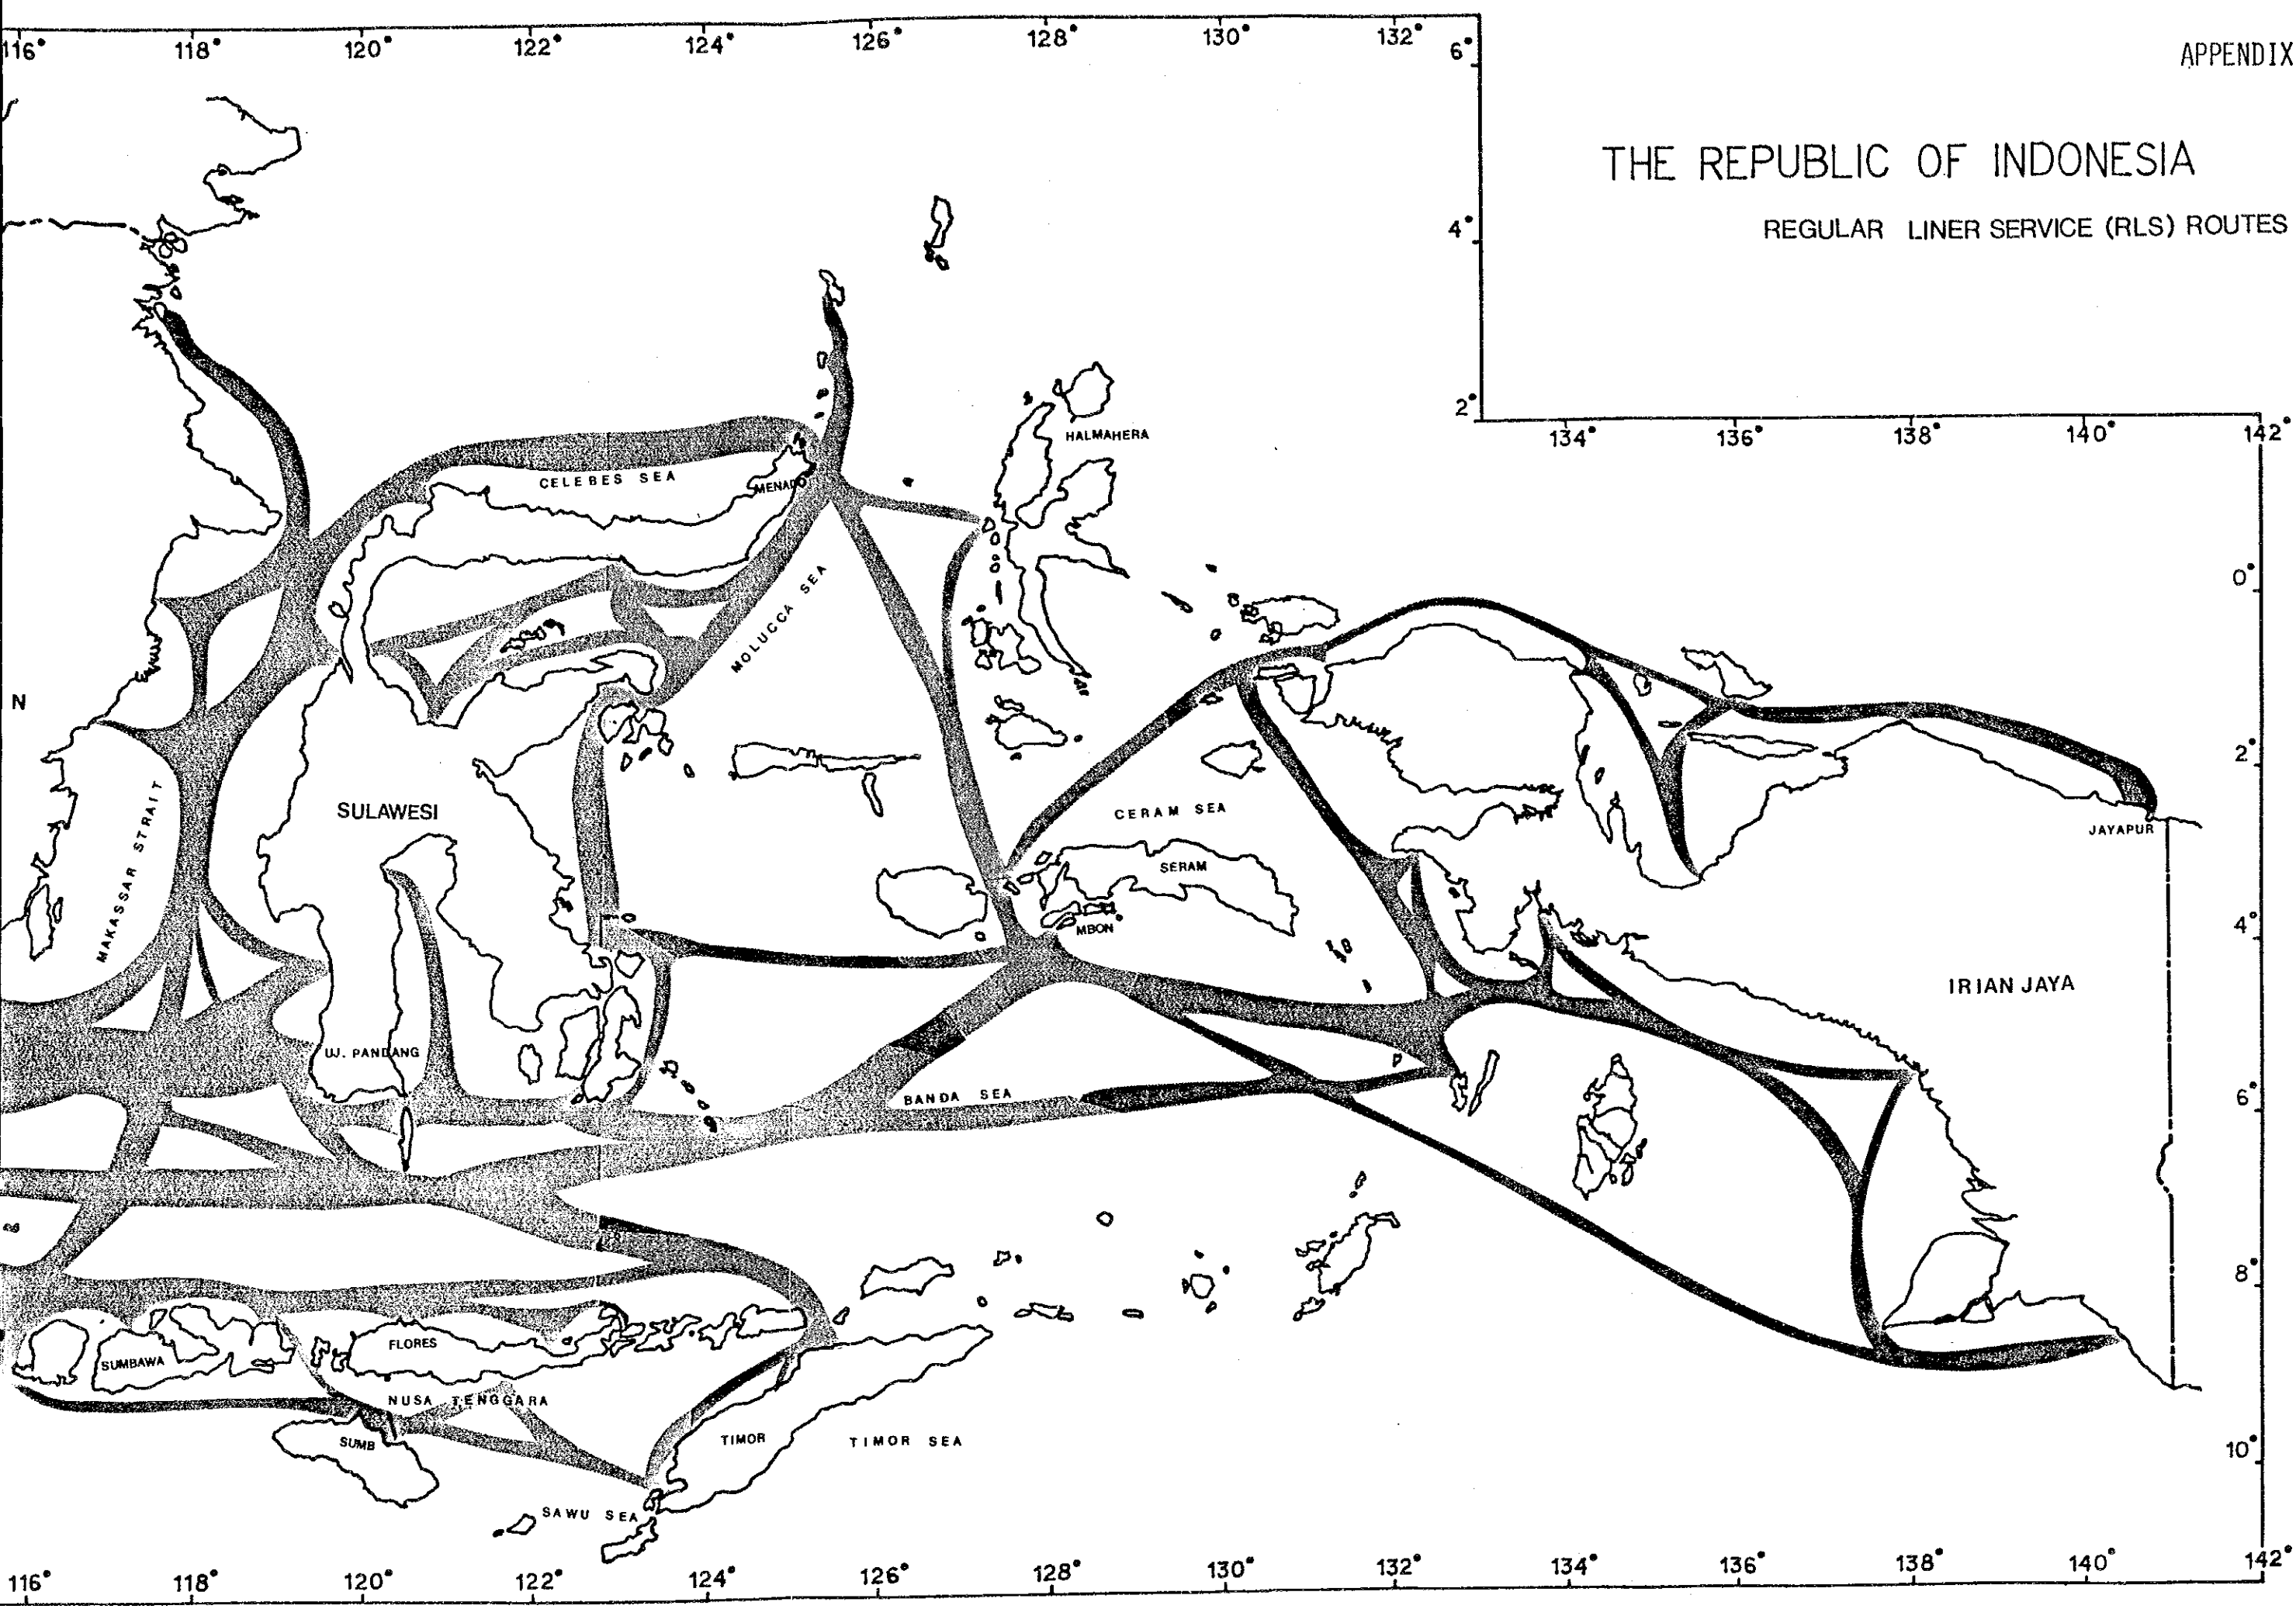 116° 118° 120° 122° 124° 126° 128° 130° 132°
6°
APPENDIX
THE REPUBLIC OF INDONESIA
4°
REGULAR LINER SERVICE (RLS) ROUTES
2°
134° 136° 138° 140° 142°
HALMAHERA
CELEBES SEA
MENADO
0°
MOLUCCA SEA
N
2°
MAKASSAR STRAIT
SULAWESI
CERAM SEA
JAYAPUR
SERAM
4°
MBON
IRIAN JAYA
UJ. PANDANG
BANDA SEA
6°
8°
FLORES
SUMBAWA
NUSA TENGGARA
SUMB
TIMOR
TIMOR SEA
10°
SAWU SEA
116° 118° 120° 122° 124° 126° 128° 130° 132° 134° 136° 138° 140° 142°